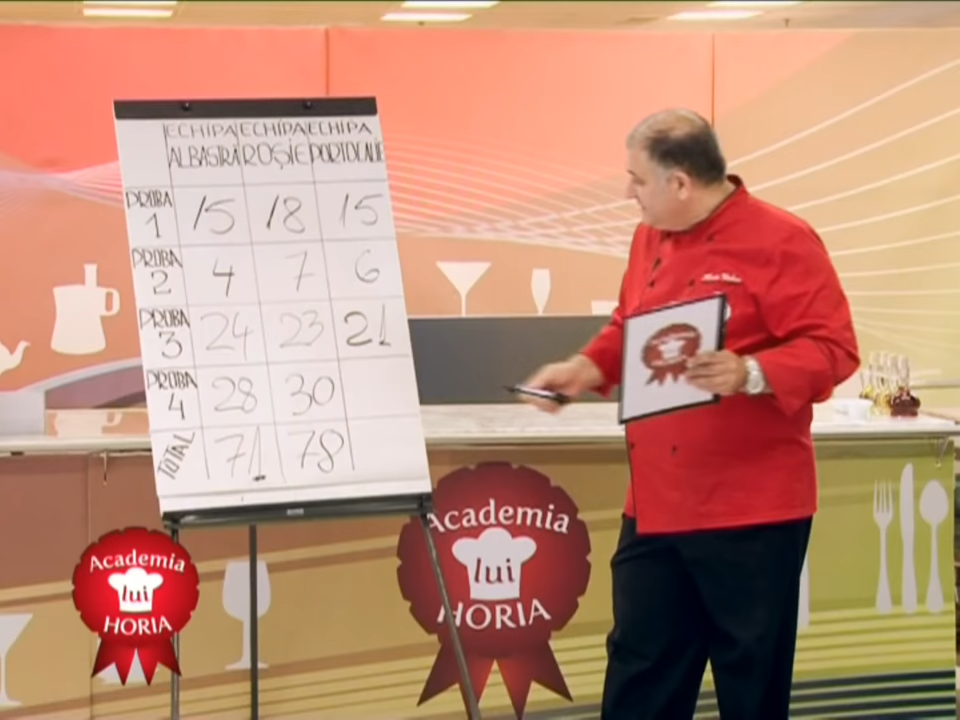 ECHIPA ECHIPA ECHIPA
ALBASTRĂ ROȘIE PORTOCALIE
PROBA 1 15 18 15
PROBA 2 4 7 6
PROBA 3 24 23 21
PROBA 4 28 30
TOTAL 71 78
Academia
lui
HORIA
Academia
lui
HORIA